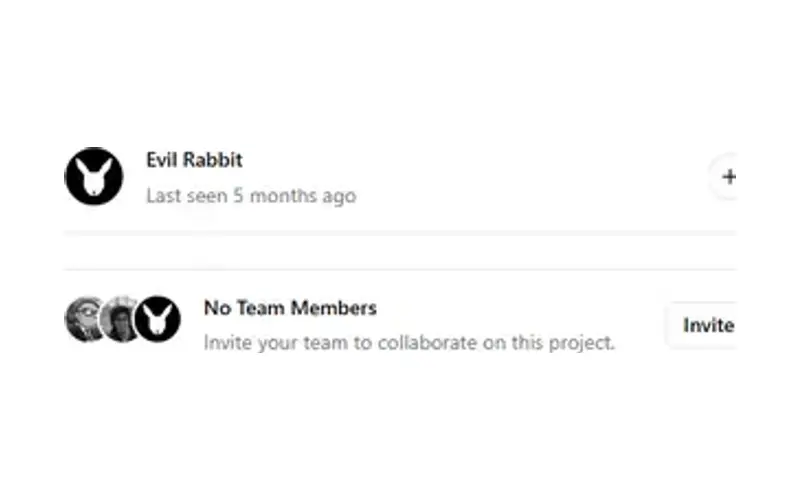 Evil Rabbit
Last seen 5 months ago
+
No Team Members
Invite your team to collaborate on this project.
Invite